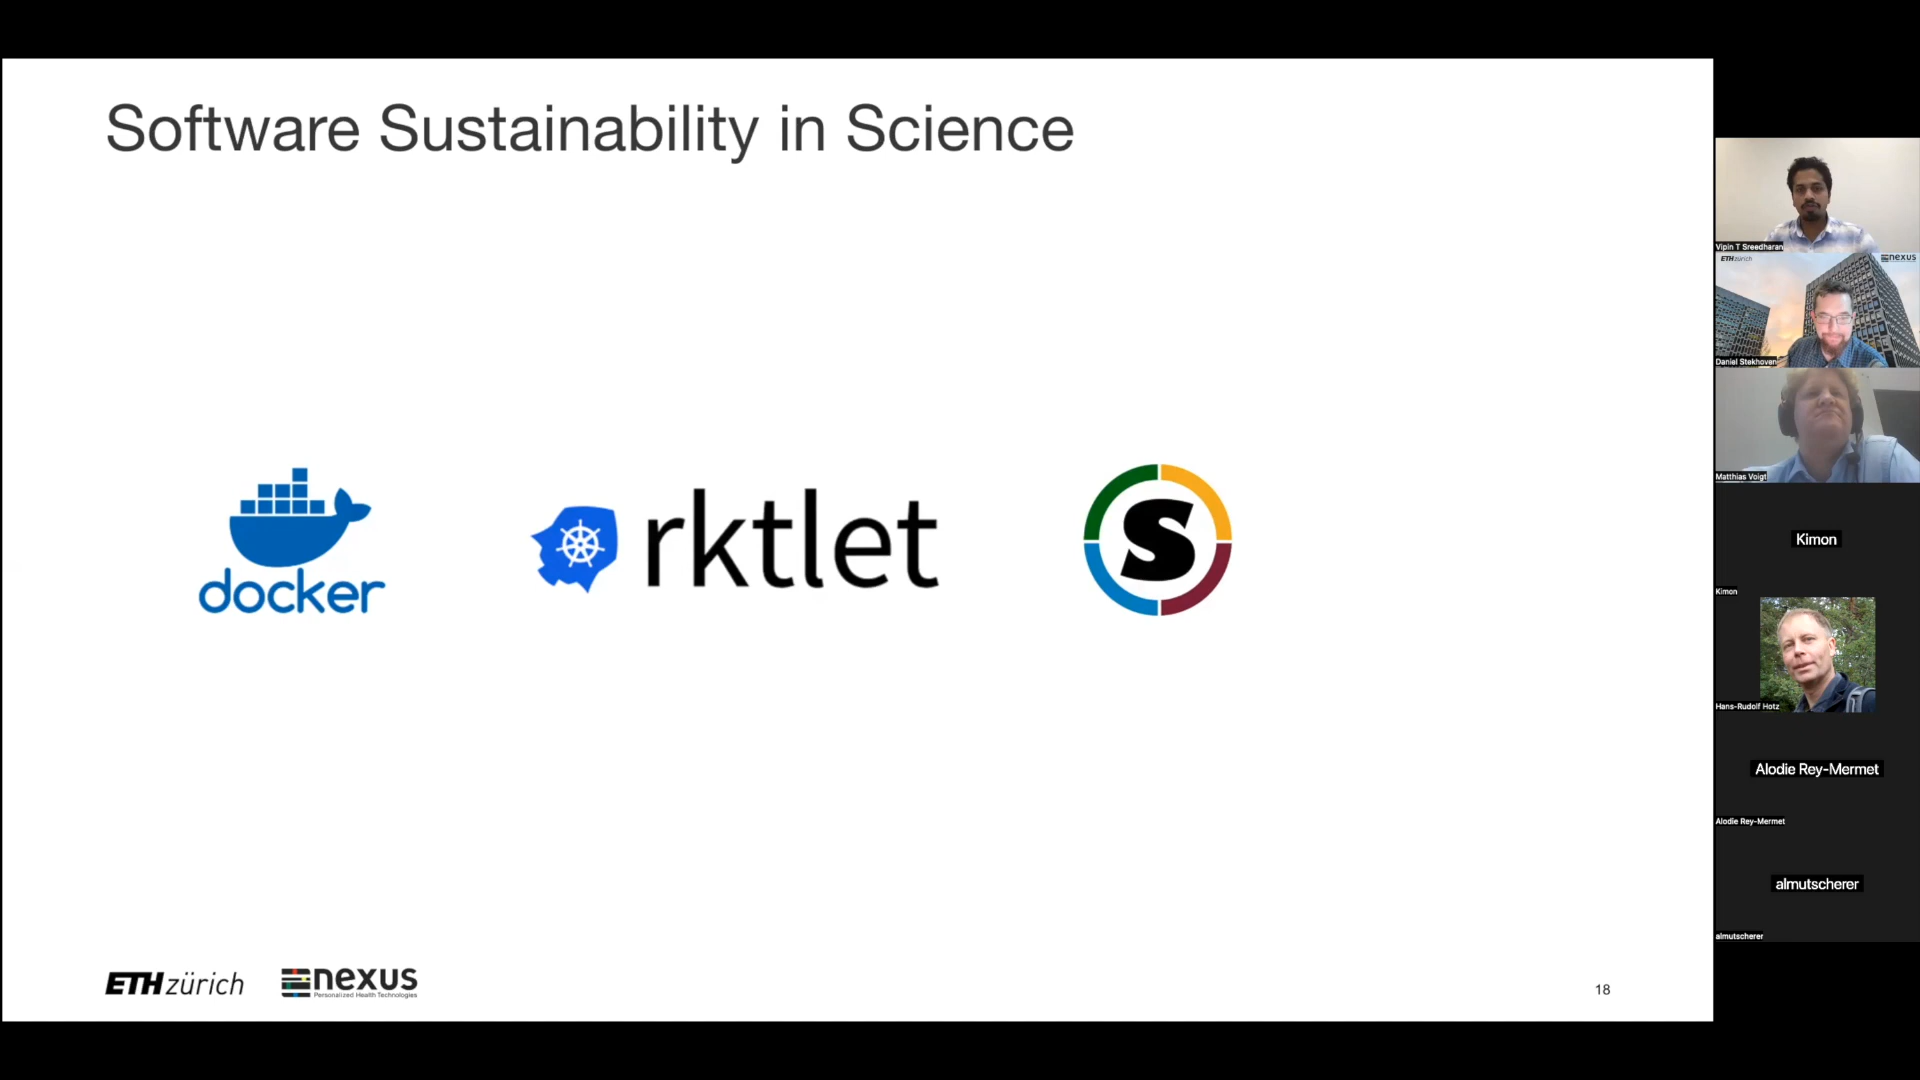 Software Sustainability in Science
docker
rktlet
S
ETH zürich
nexus
Personalized Health Technologies
18
Vipin T Sreedharan
ETH zürich
nexus
Daniel Stekhoven
Matthias Voigt
Kimon
Kimon
Hans-Rudolf Hotz
Alodie Rey-Mermet
Alodie Rey-Mermet
almutscherer
almutscherer